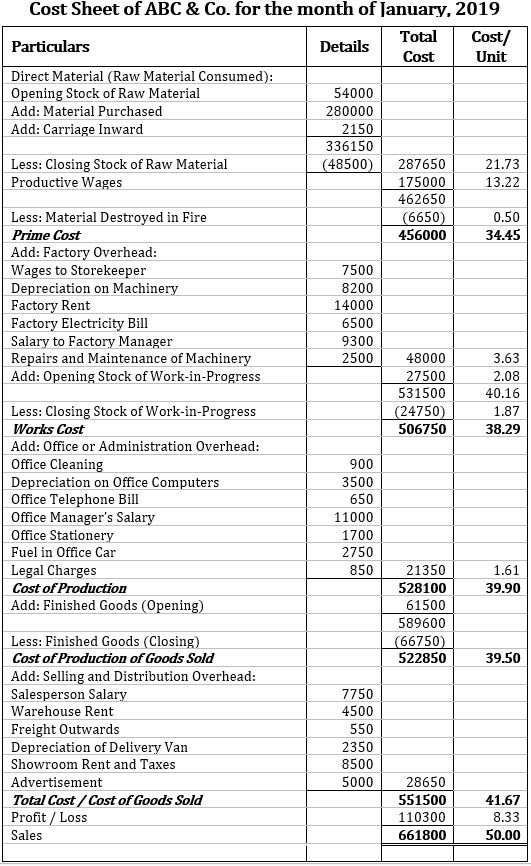 Cost Sheet of ABC & Co. for the month of January, 2019
Particulars Details Total Cost Cost/ Unit
Direct Material (Raw Material Consumed):
Opening Stock of Raw Material 54000
Add: Material Purchased 280000
Add: Carriage Inward 2150
336150
Less: Closing Stock of Raw Material (48500) 287650 21.73
Productive Wages 175000 13.22
462650
Less: Material Destroyed in Fire (6650) 0.50
Prime Cost 456000 34.45
Add: Factory Overhead:
Wages to Storekeeper 7500
Depreciation on Machinery 8200
Factory Rent 14000
Factory Electricity Bill 6500
Salary to Factory Manager 9300
Repairs and Maintenance of Machinery 2500 48000 3.63
Add: Opening Stock of Work-in-Progress 27500 2.08
531500 40.16
Less: Closing Stock of Work-in-Progress (24750) 1.87
Works Cost 506750 38.29
Add: Office or Administration Overhead:
Office Cleaning 900
Depreciation on Office Computers 3500
Office Telephone Bill 650
Office Manager's Salary 11000
Office Stationery 1700
Fuel in Office Car 2750
Legal Charges 850 21350 1.61
Cost of Production 528100 39.90
Add: Finished Goods (Opening) 61500
589600
Less: Finished Goods (Closing) (66750)
Cost of Production of Goods Sold 522850 39.50
Add: Selling and Distribution Overhead:
Salesperson Salary 7750
Warehouse Rent 4500
Freight Outwards 550
Depreciation of Delivery Van 2350
Showroom Rent and Taxes 8500
Advertisement 5000 28650
Total Cost / Cost of Goods Sold 551500 41.67
Profit / Loss 110300 8.33
Sales 661800 50.00